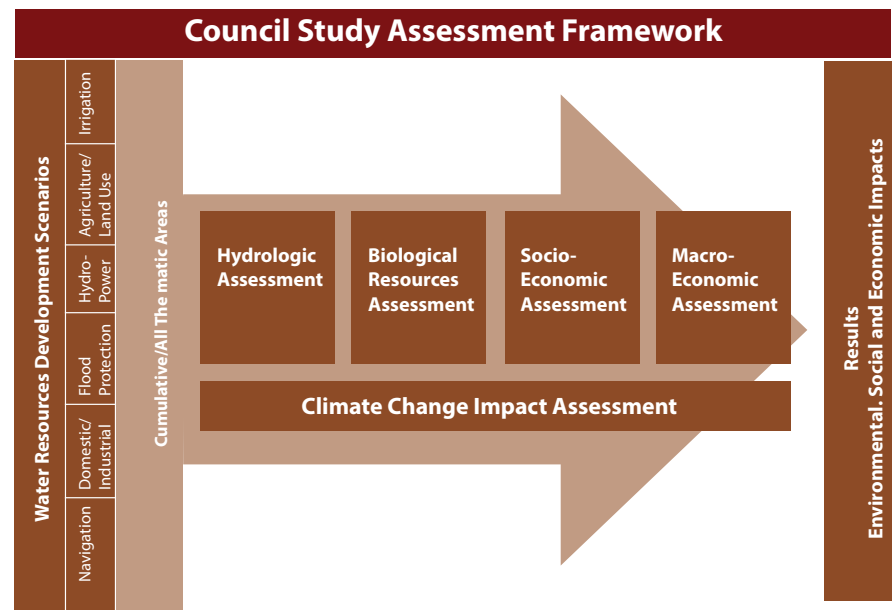 Council Study Assessment Framework
Water Resources Development Scenarios
Irrigation
Agriculture/
Land Use
Hydro-
Power
Flood
Protection
Domestic/
Industrial
Navigation
Cumulative/All The matic Areas
Hydrologic
Assessment
Biological
Resources
Assessment
Socio-
Economic
Assessment
Macro-
Economic
Assessment
Climate Change Impact Assessment
Results
Environmental. Social and Economic Impacts